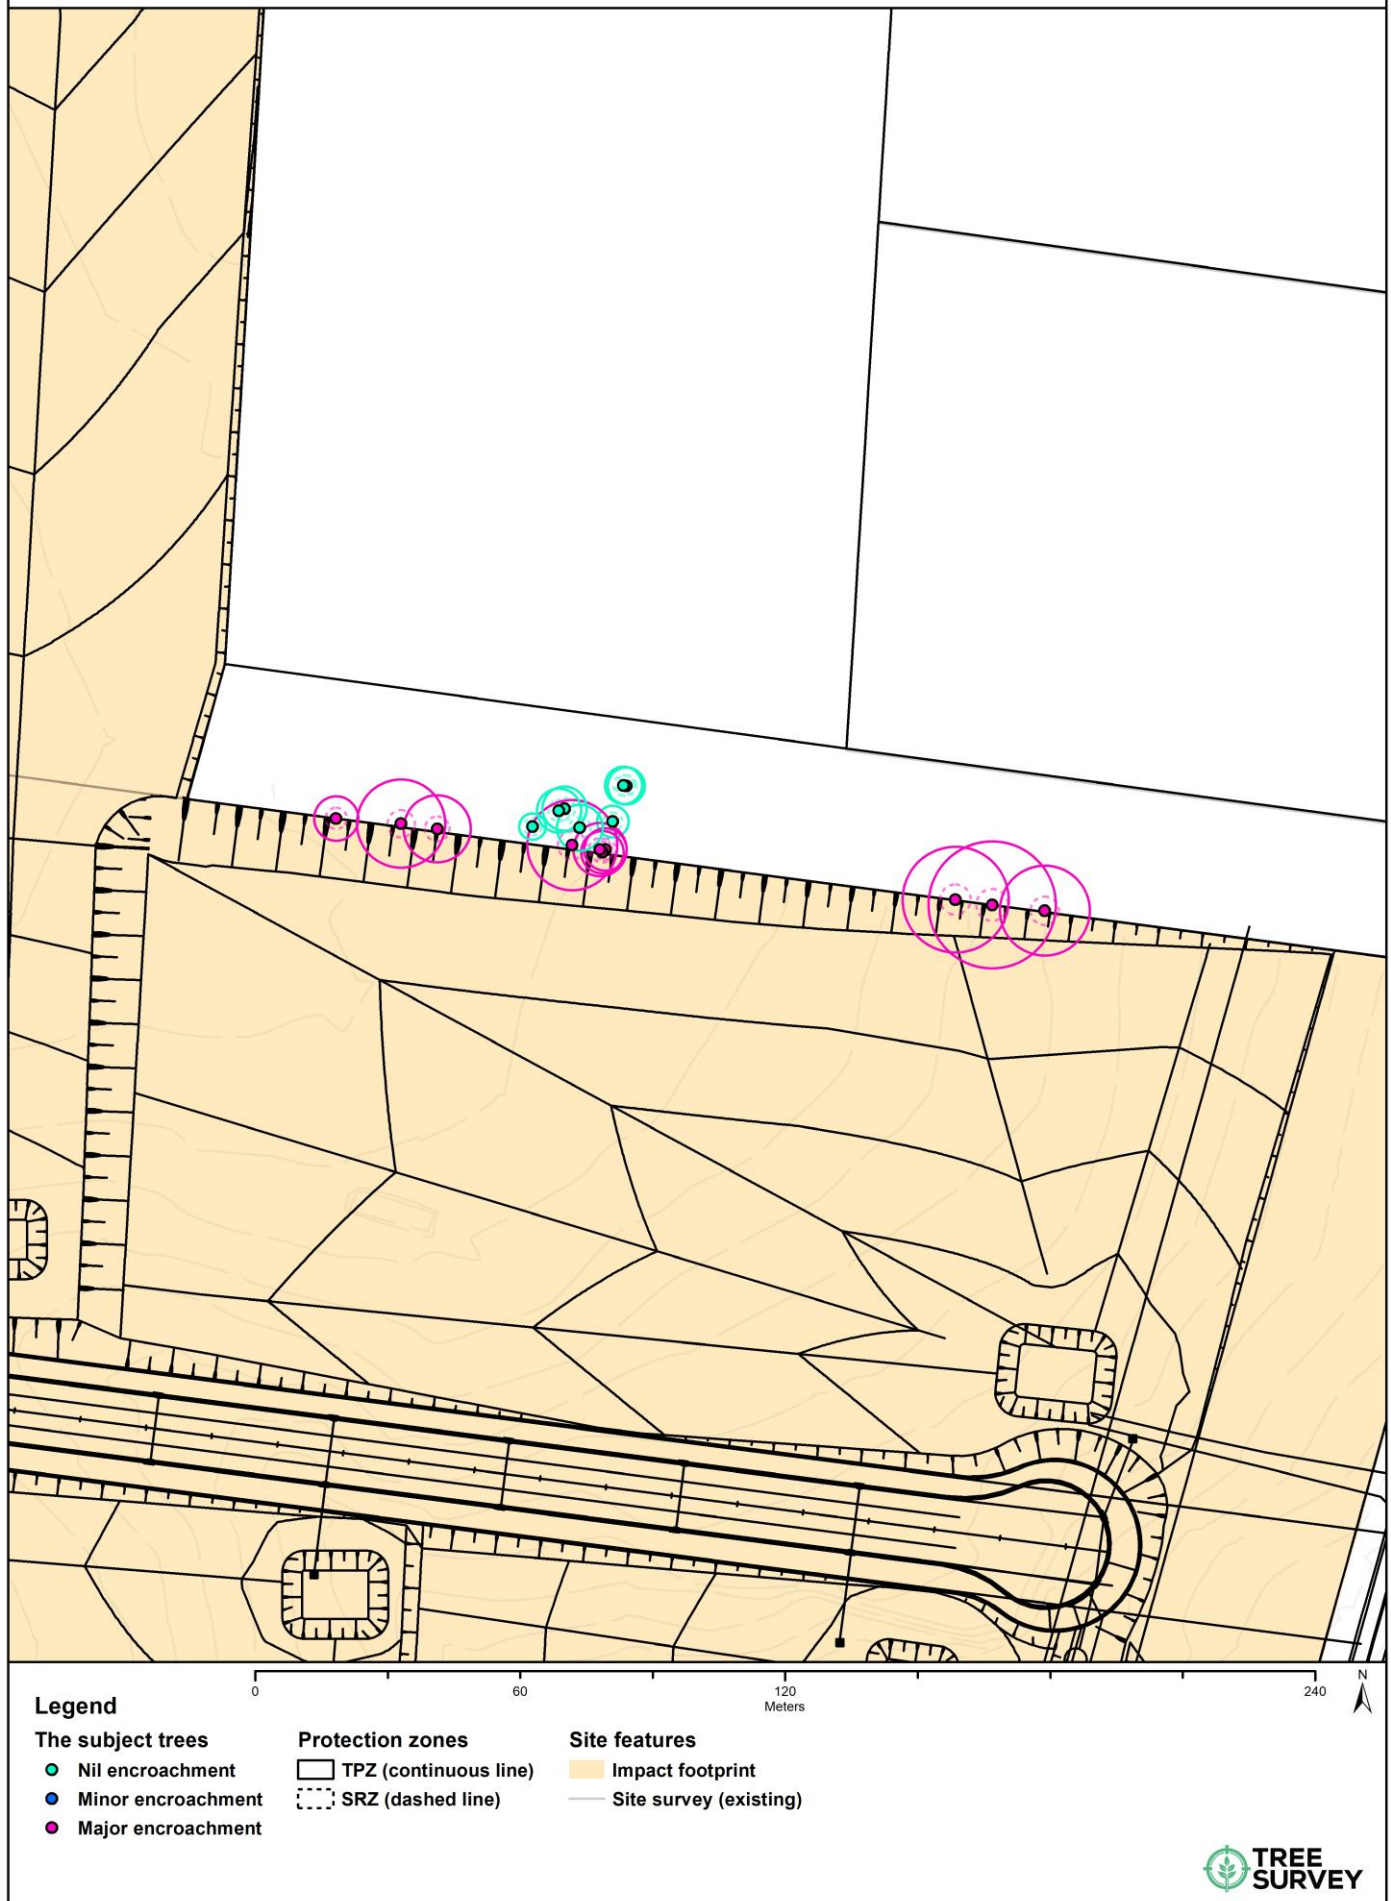 0 60 120 240
Meters
N
Legend
The subject trees
Nil encroachment
Minor encroachment
Major encroachment
Protection zones
TPZ (continuous line)
SRZ (dashed line)
Site features
Impact footprint
Site survey (existing)
TREE
SURVEY